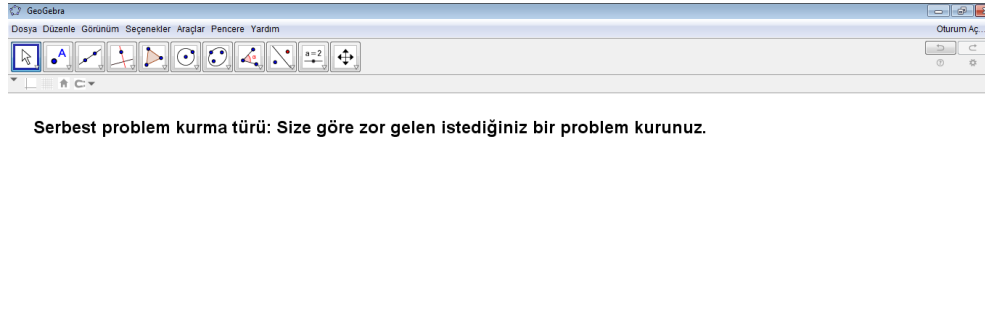 GeoGebra
Dosya Düzenle Görünüm Seçenekler Araçlar Pencere Yardım Oturum Aç...
A
a=2
Serbest problem kurma türü: Size göre zor gelen istediğiniz bir problem kurunuz.